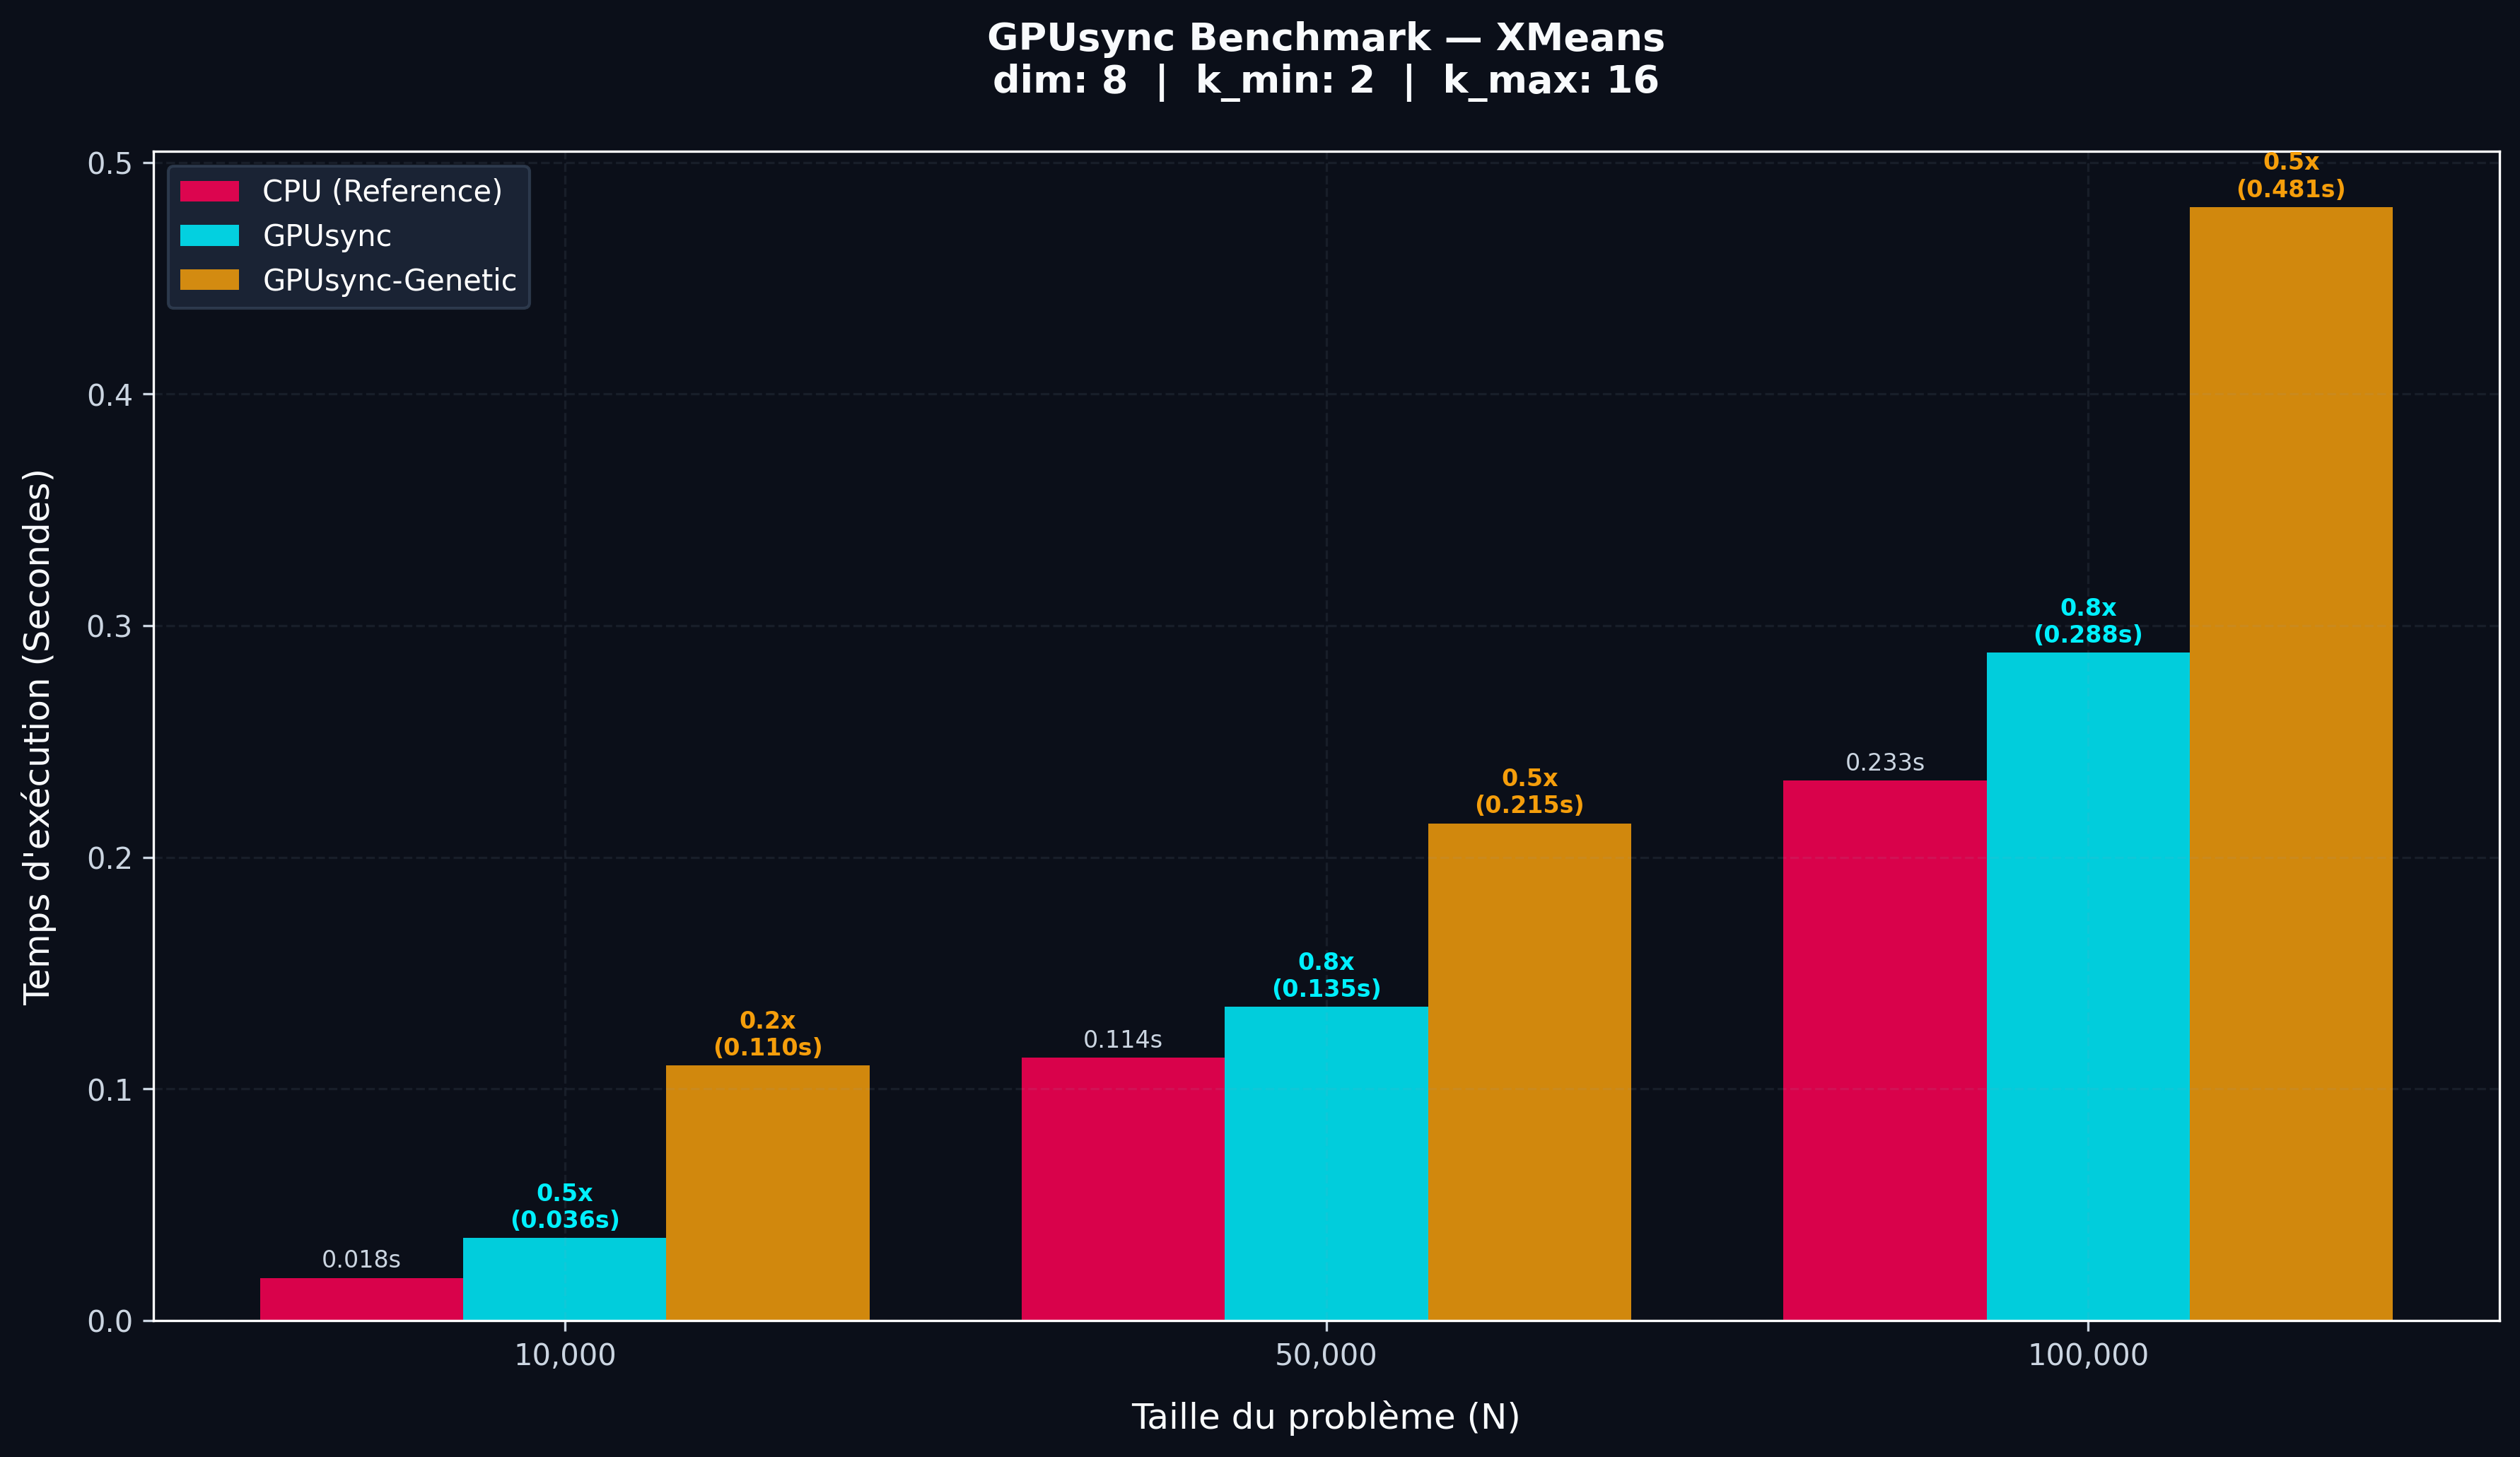 GPUsync Benchmark — XMeans
dim: 8 | k_min: 2 | k_max: 16
CPU (Reference)
GPUsync
GPUsync-Genetic
Temps d'exécution (Secondes)
0.5
0.4
0.3
0.2
0.1
0.0
0.018s
0.5x
(0.036s)
0.2x
(0.110s)
0.114s
0.8x
(0.135s)
0.5x
(0.215s)
0.233s
0.8x
(0.288s)
0.5x
(0.481s)
10,000
50,000
100,000
Taille du problème (N)